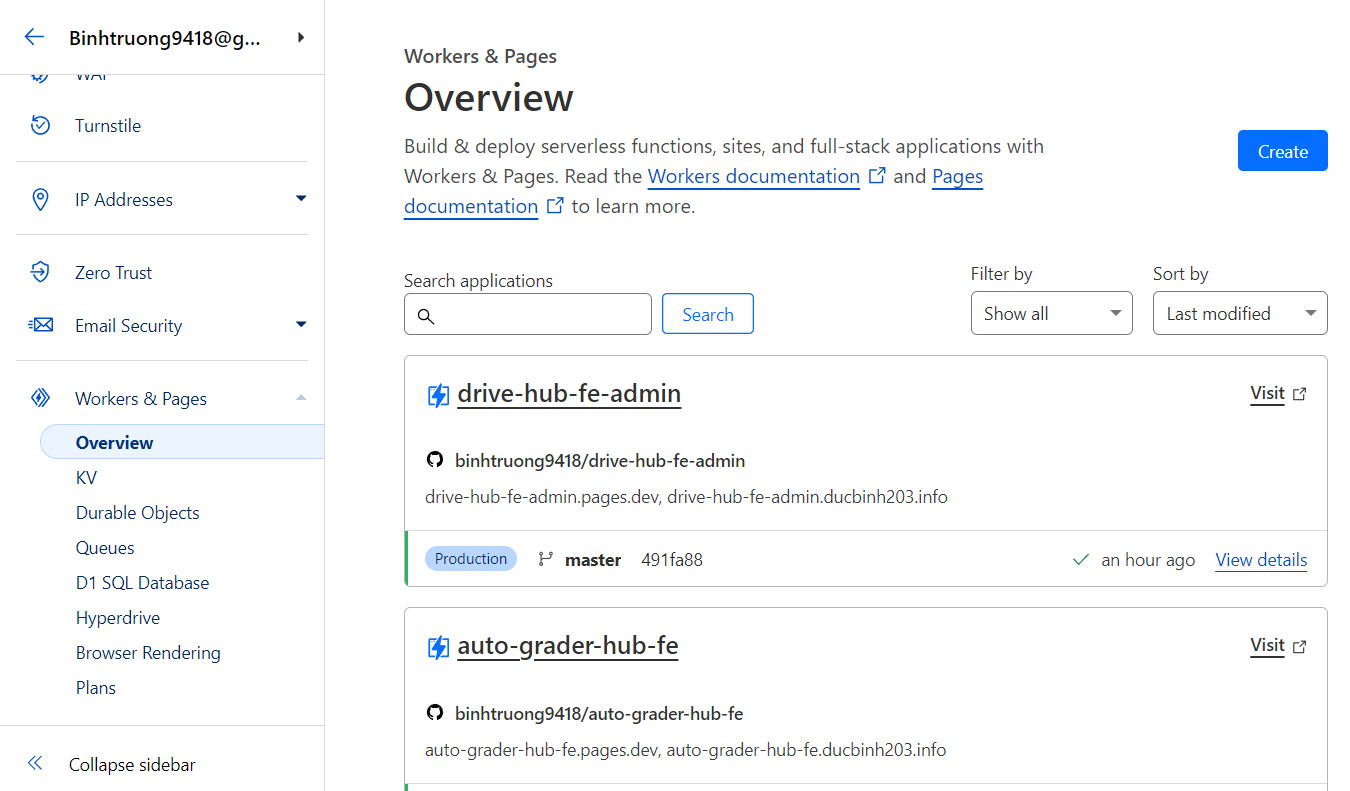 Binhtruong9418@g...
WAF
Turnstile
IP Addresses
Zero Trust
Email Security
Workers & Pages
Overview
KV
Durable Objects
Queues
D1 SQL Database
Hyperdrive
Browser Rendering
Plans
Collapse sidebar
Workers & Pages
Overview
Build & deploy serverless functions, sites, and full-stack applications with
Workers & Pages. Read the Workers documentation and Pages
documentation to learn more.
Create
Search applications
Search
Filter by
Show all
Sort by
Last modified
drive-hub-fe-admin
Visit
binhtruong9418/drive-hub-fe-admin
drive-hub-fe-admin.pages.dev, drive-hub-fe-admin.ducbinh203.info
Production master 491fa88 an hour ago View details
auto-grader-hub-fe
Visit
binhtruong9418/auto-grader-hub-fe
auto-grader-hub-fe.pages.dev, auto-grader-hub-fe.ducbinh203.info